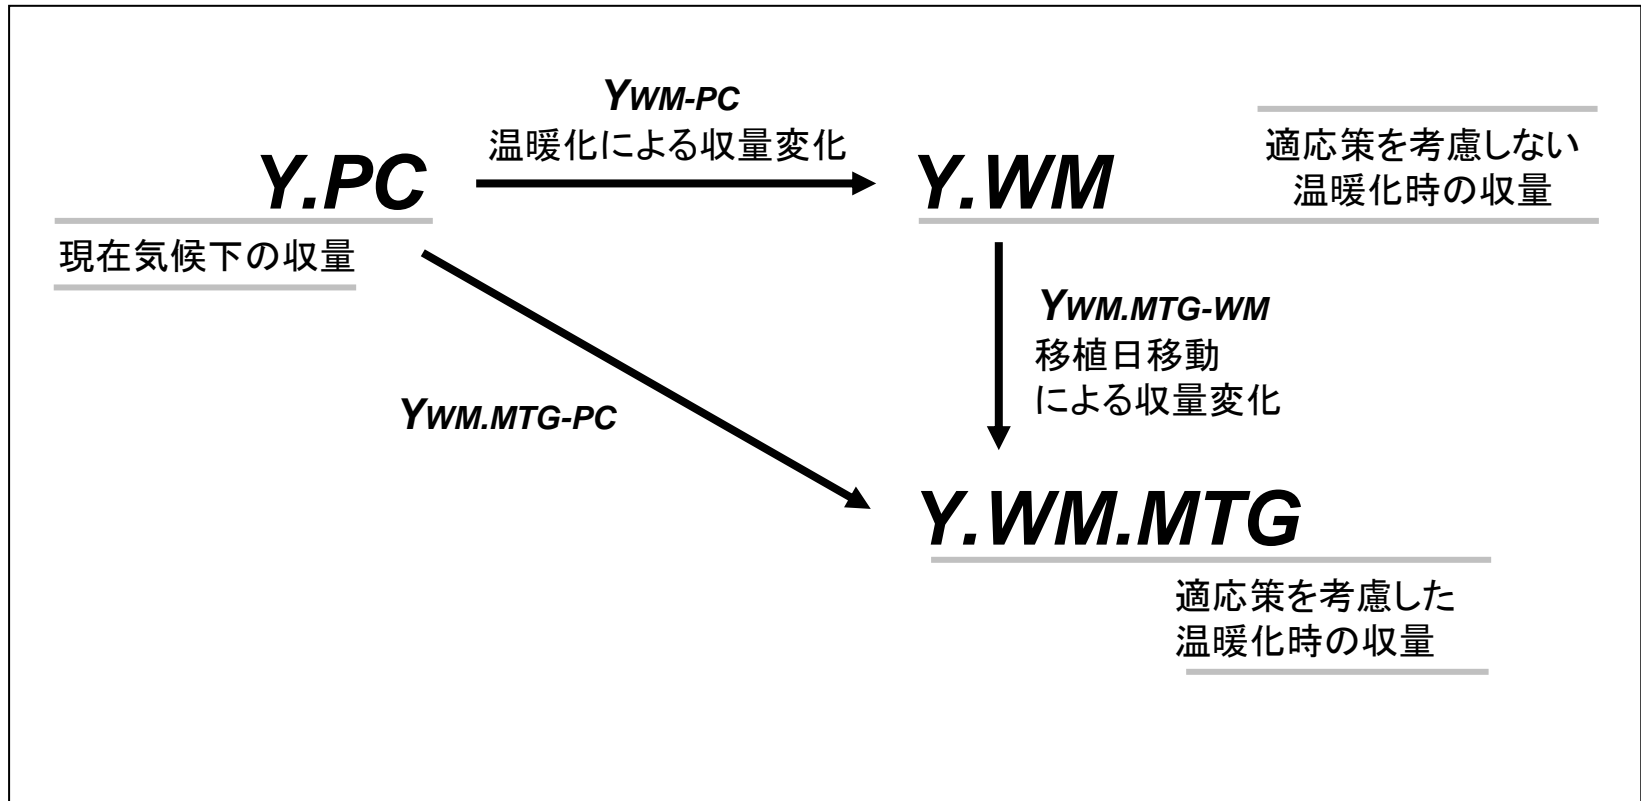 YWM-PC
温暖化による収量変化
Y.PC
現在気候下の収量
Y.WM
適応策を考慮しない
温暖化時の収量
YWM.MTG-WM
移植日移動
による収量変化
YWM.MTG-PC
Y.WM.MTG
適応策を考慮した
温暖化時の収量